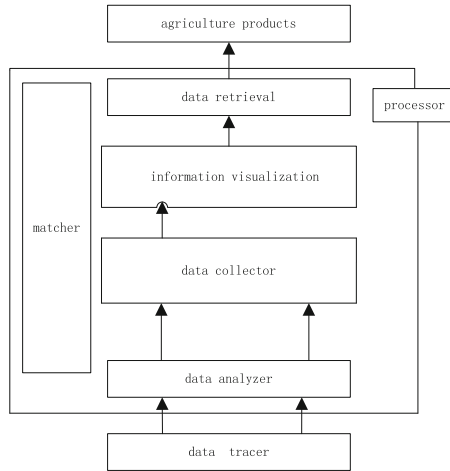 agriculture products
data retrieval
processor
information visualization
matcher
data collector
data analyzer
data tracer